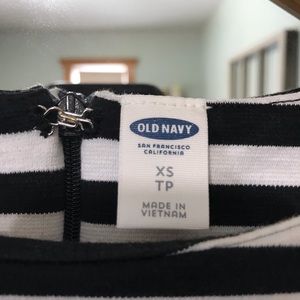 OLD NAVY
SAN FRANCISCO
CALIFORNIA
XS
TP
MADE IN
VIETNAM